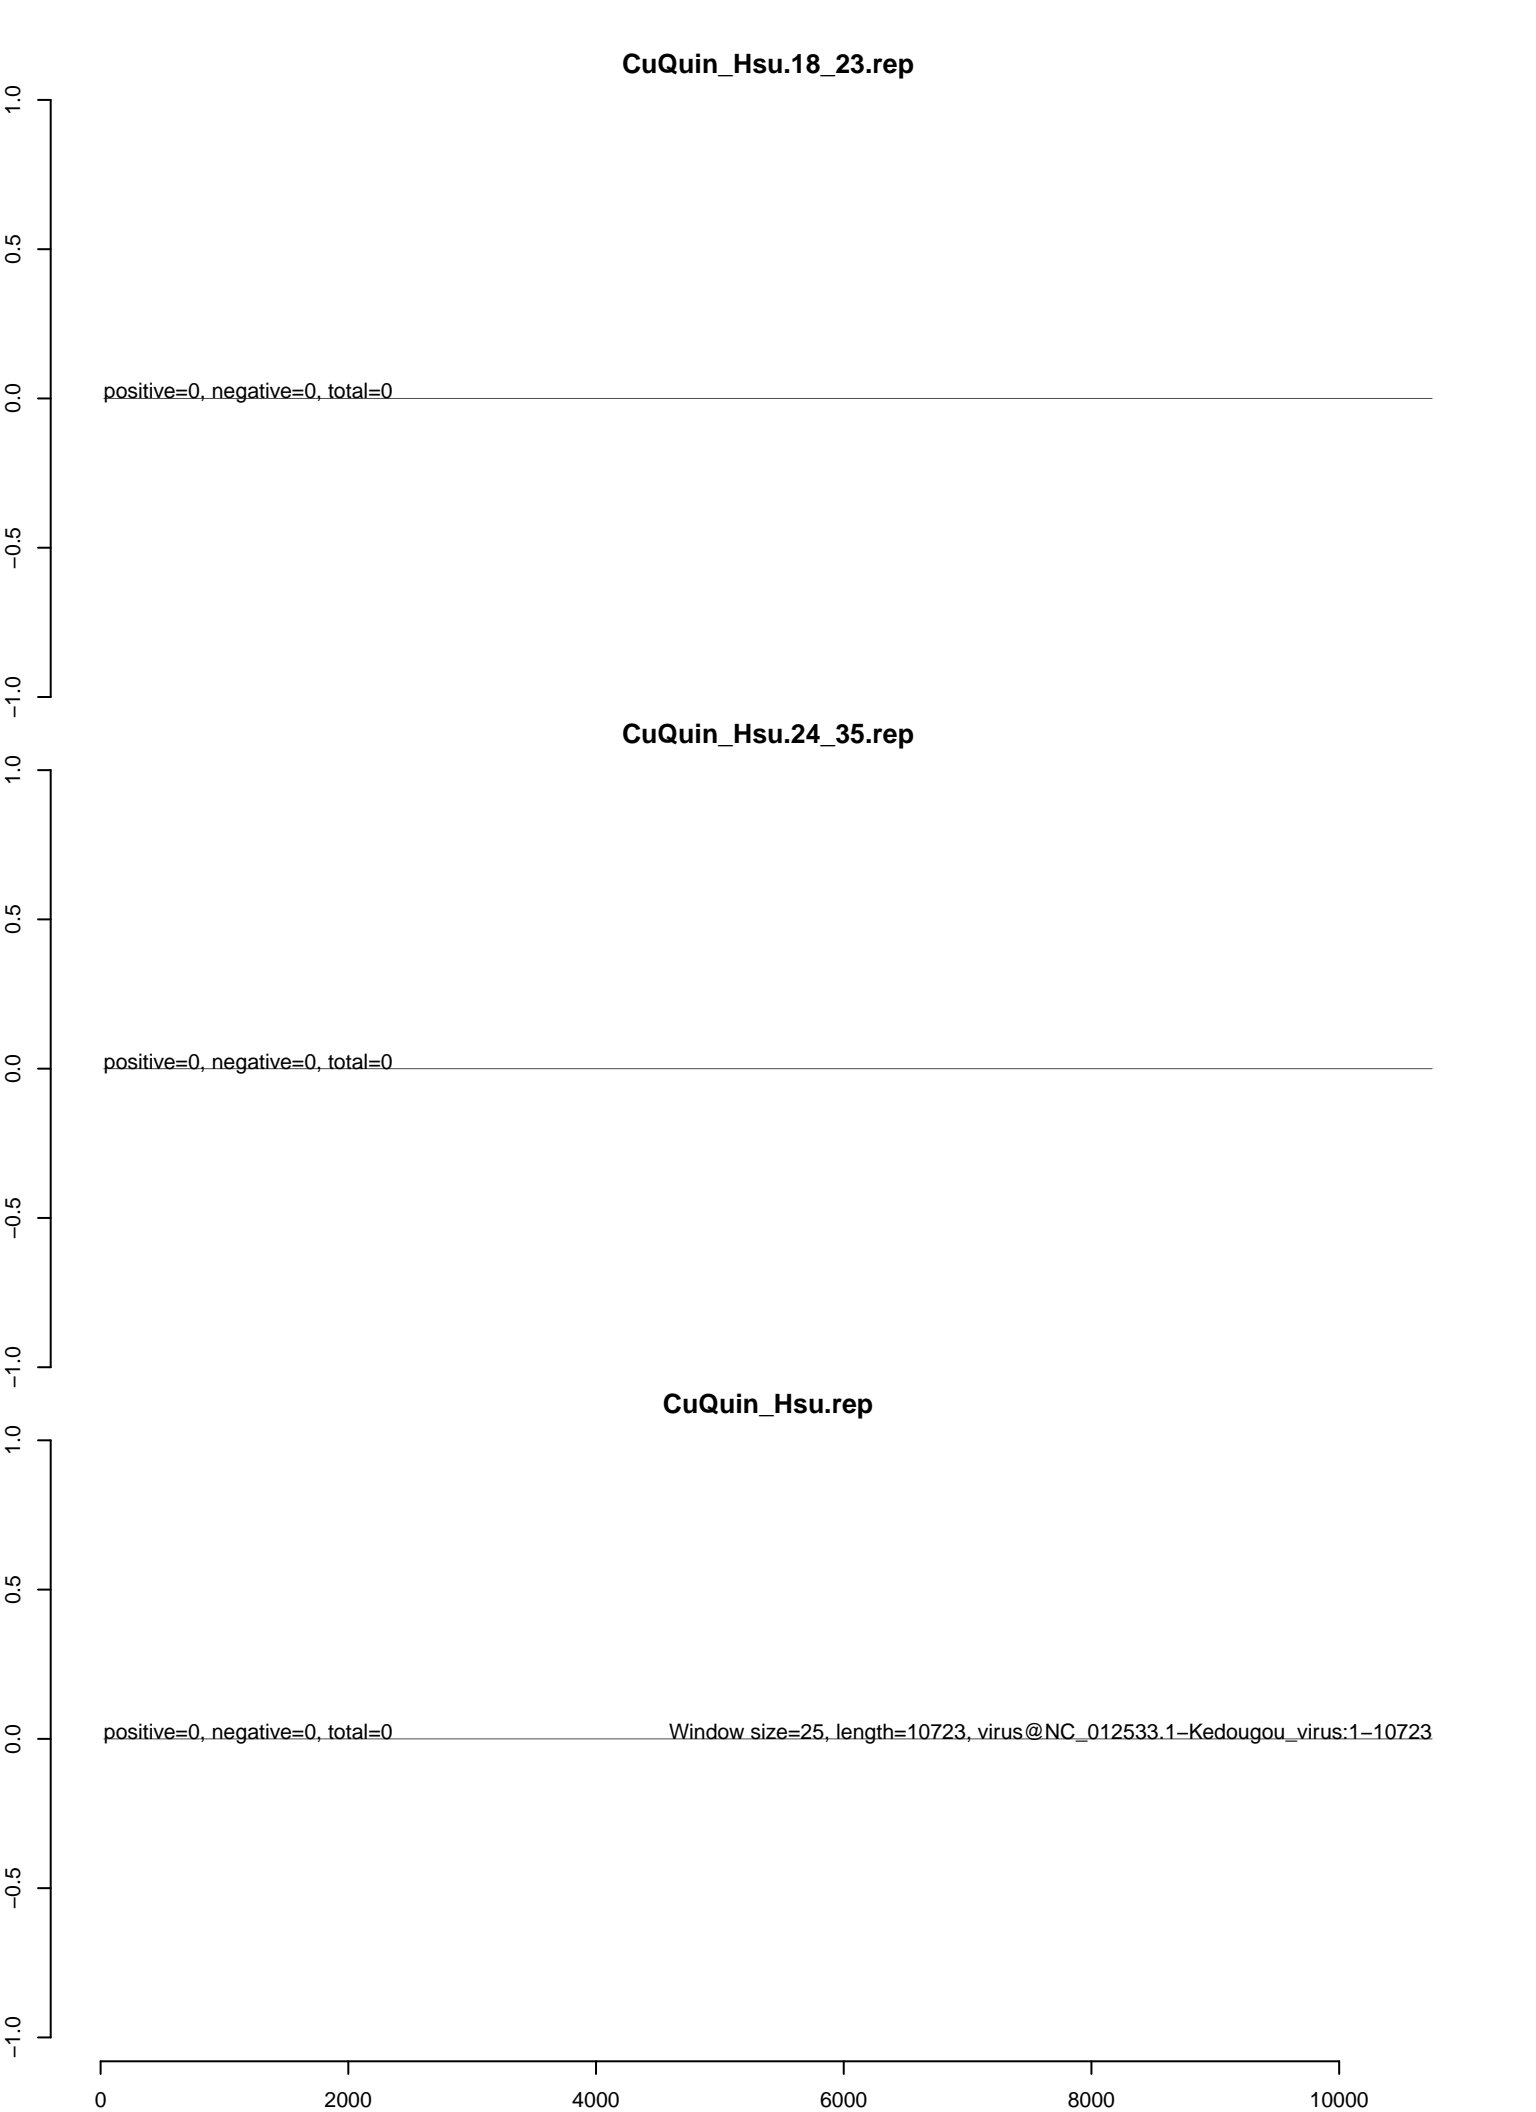 CuQuin_Hsu.18_23.rep
1.0
0.5
0.0
−0.5
−1.0
positive=0, negative=0, total=0
CuQuin_Hsu.24_35.rep
1.0
0.5
0.0
−0.5
−1.0
positive=0, negative=0, total=0
CuQuin_Hsu.rep
1.0
0.5
0.0
−0.5
−1.0
positive=0, negative=0, total=0
Window size=25, length=10723, virus@NC_012533.1−Kedougou_virus:1−10723
0 2000 4000 6000 8000 10000